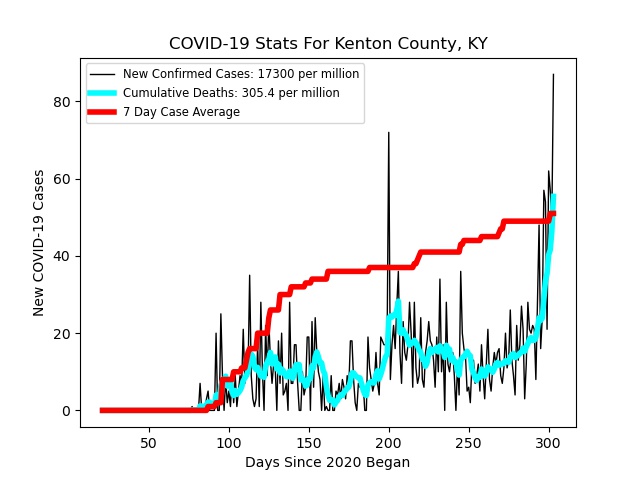 COVID-19 Stats For Kenton County, KY
New Confirmed Cases: 17300 per million
Cumulative Deaths: 305.4 per million
7 Day Case Average
New COVID-19 Cases
80
60
40
20
0
50 100 150 200 250 300
Days Since 2020 Began